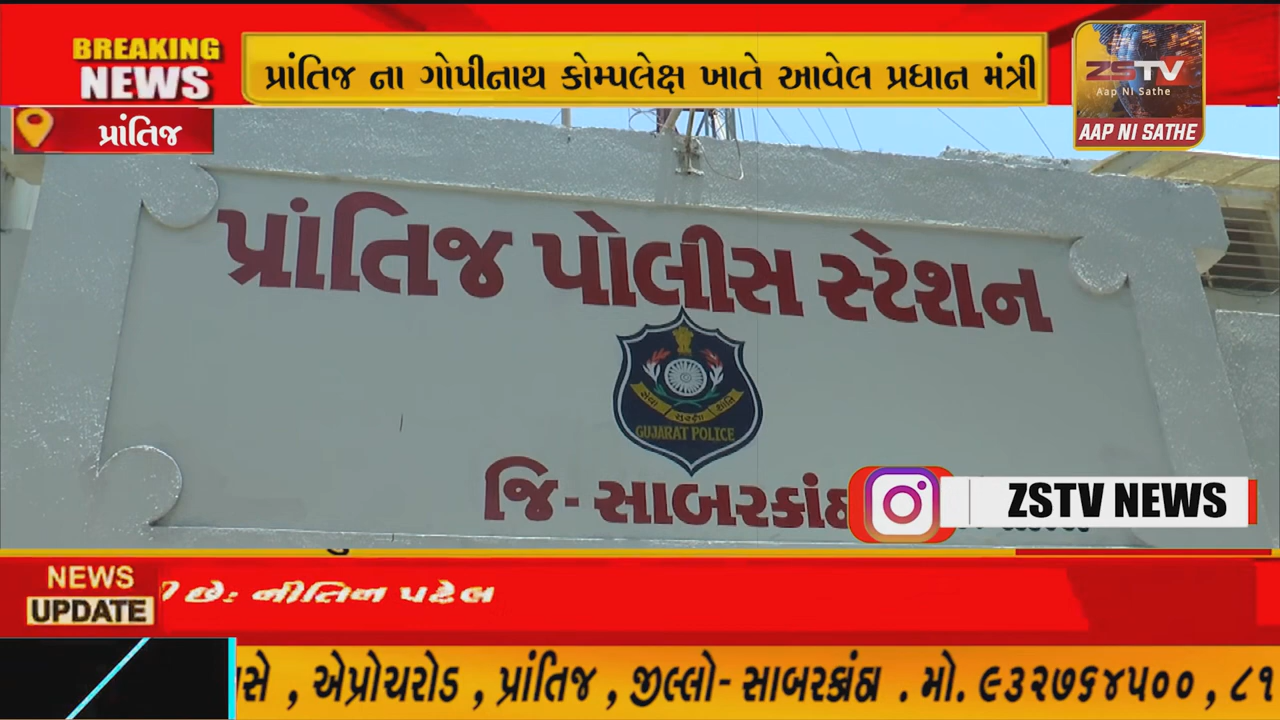 BREAKING
NEWS
પ્રાંતિજ ના ગોપીનાથ કોમ્પલેક્ષ ખાતે આવેલ પ્રધાન મંત્રી
ZSTV
Aap Ni Sathe
AAP NI SATHE
પ્રાંતિજ
પ્રાંતિજ પોલીસ સ્ટેશન
સેવા સુરક્ષા શાંતિ
GUJARAT POLICE
જિ - સાબરકાંઠા
ZSTV NEWS
NEWS
UPDATE
છે: નીતિન પટેલ
સે , એપ્રોચરોડ , પ્રાંતિજ , જીલ્લો- સાબરકાંઠા . મો. ૯૩૨૭૬૪૫૦૦ , ૮૧